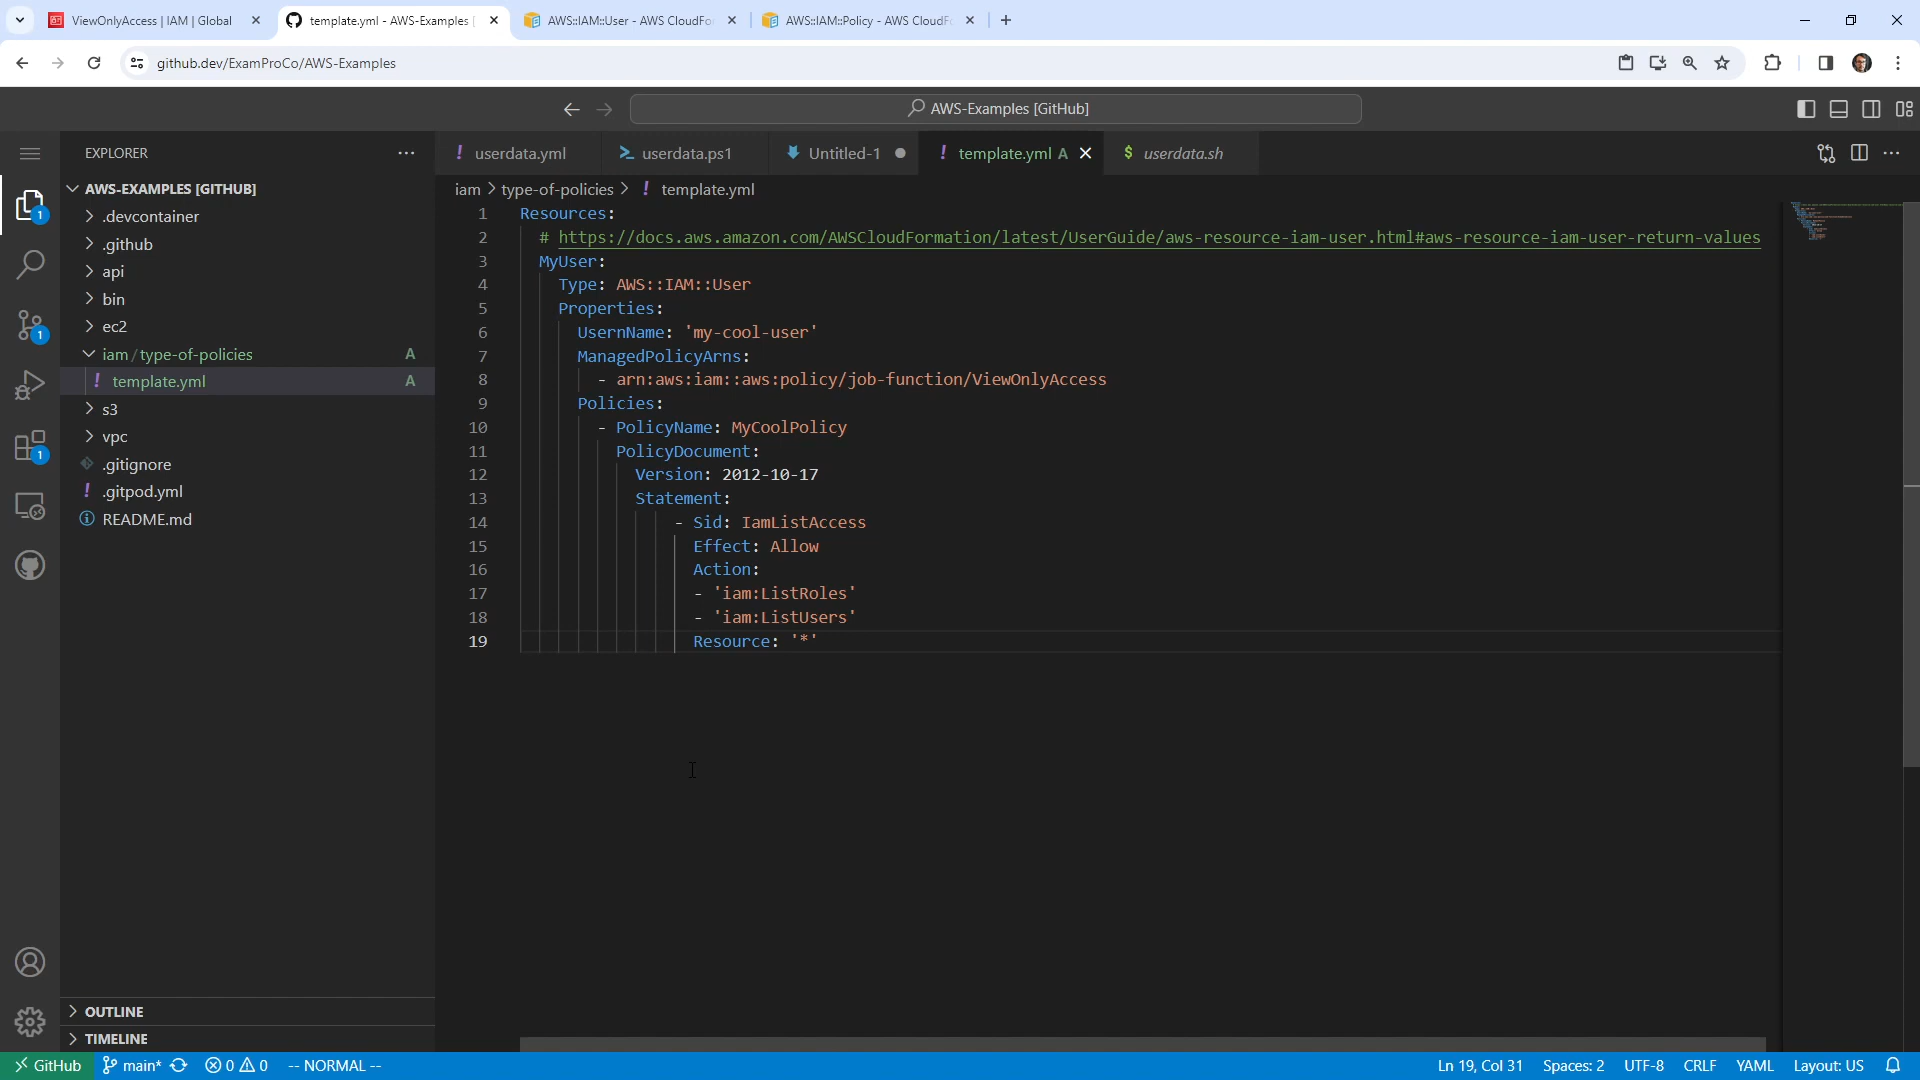 ViewOnlyAccess | IAM | Global
template.yml - AWS-Examples [
AWS::IAM::User - AWS CloudFo
AWS::IAM::Policy - AWS CloudF
github.dev/ExamProCo/AWS-Examples
AWS-Examples [GitHub]
EXPLORER
userdata.yml
userdata.ps1
Untitled-1
template.yml A
userdata.sh
iam > type-of-policies > ! template.yml
AWS-EXAMPLES [GITHUB]
.devcontainer
.github
api
bin
ec2
iam / type-of-policies A
template.yml A
s3
vpc
.gitignore
.gitpod.yml
README.md
1 Resources:
2 # https://docs.aws.amazon.com/AWSCloudFormation/latest/UserGuide/aws-resource-iam-user.html#aws-resource-iam-user-return-values
3 MyUser:
4 Type: AWS::IAM::User
5 Properties:
6 UsernName: 'my-cool-user'
7 ManagedPolicyArns:
8 - arn:aws:iam::aws:policy/job-function/ViewOnlyAccess
9 Policies:
10 - PolicyName: MyCoolPolicy
11 PolicyDocument:
12 Version: 2012-10-17
13 Statement:
14 - Sid: IamListAccess
15 Effect: Allow
16 Action:
17 - 'iam:ListRoles'
18 - 'iam:ListUsers'
19 Resource: '*'
1
1
1
OUTLINE
TIMELINE
GitHub main* 0 0 -- NORMAL -- Ln 19, Col 31 Spaces: 2 UTF-8 CRLF YAML Layout: US